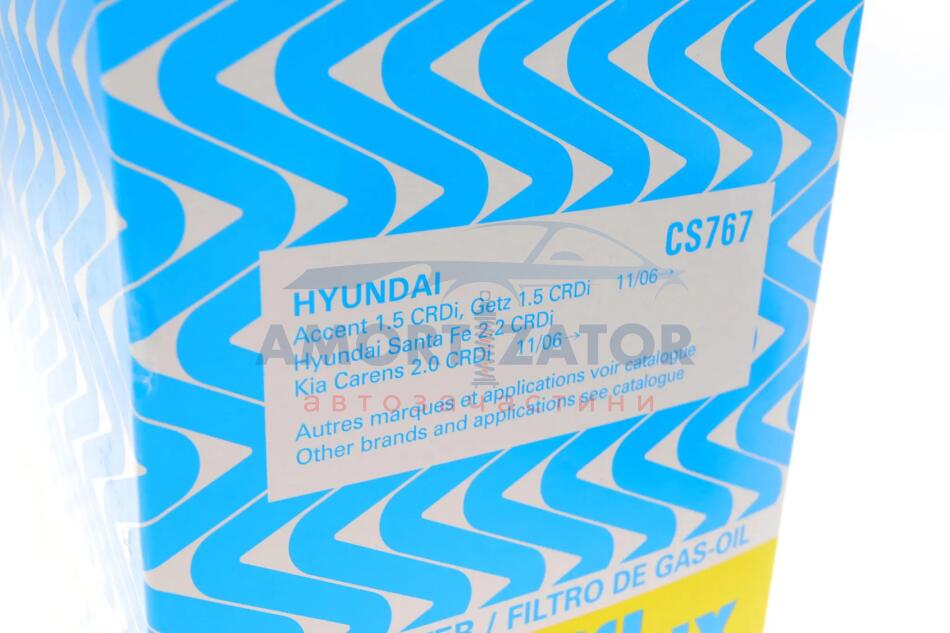 CS767
HYUNDAI
Accent 1.5 CRDi, Getz 1.5 CRDi 11/06→
Hyundai Santa Fe 2.2 CRDi
Kia Carens 2.0 CRDi 11/06→
Autres marques et applications voir catalogue
Other brands and applications see catalogue
AMORTIZATOR
автозачастини
/ FILTRO DE GAS-OIL